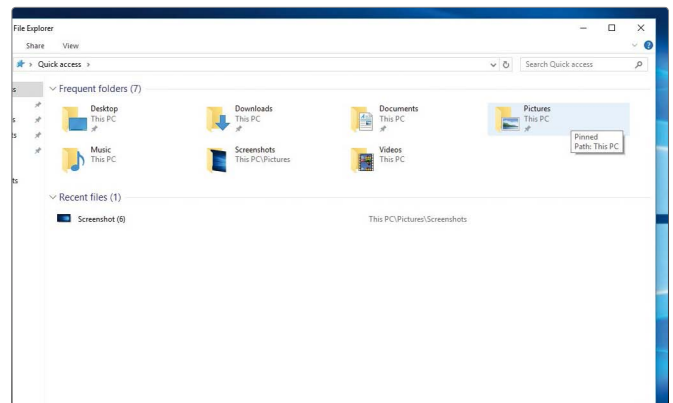 File Explorer
Share View
Quick access
Search Quick access
s
Frequent folders (7)
Desktop
This PC
Downloads
This PC
Documents
This PC
Pictures
This PC
Pinned
Path: This PC
s
ts
Music
This PC
Screenshots
This PC\Pictures
Videos
This PC
ts
Recent files (1)
Screenshot (6)
This PC\Pictures\Screenshots